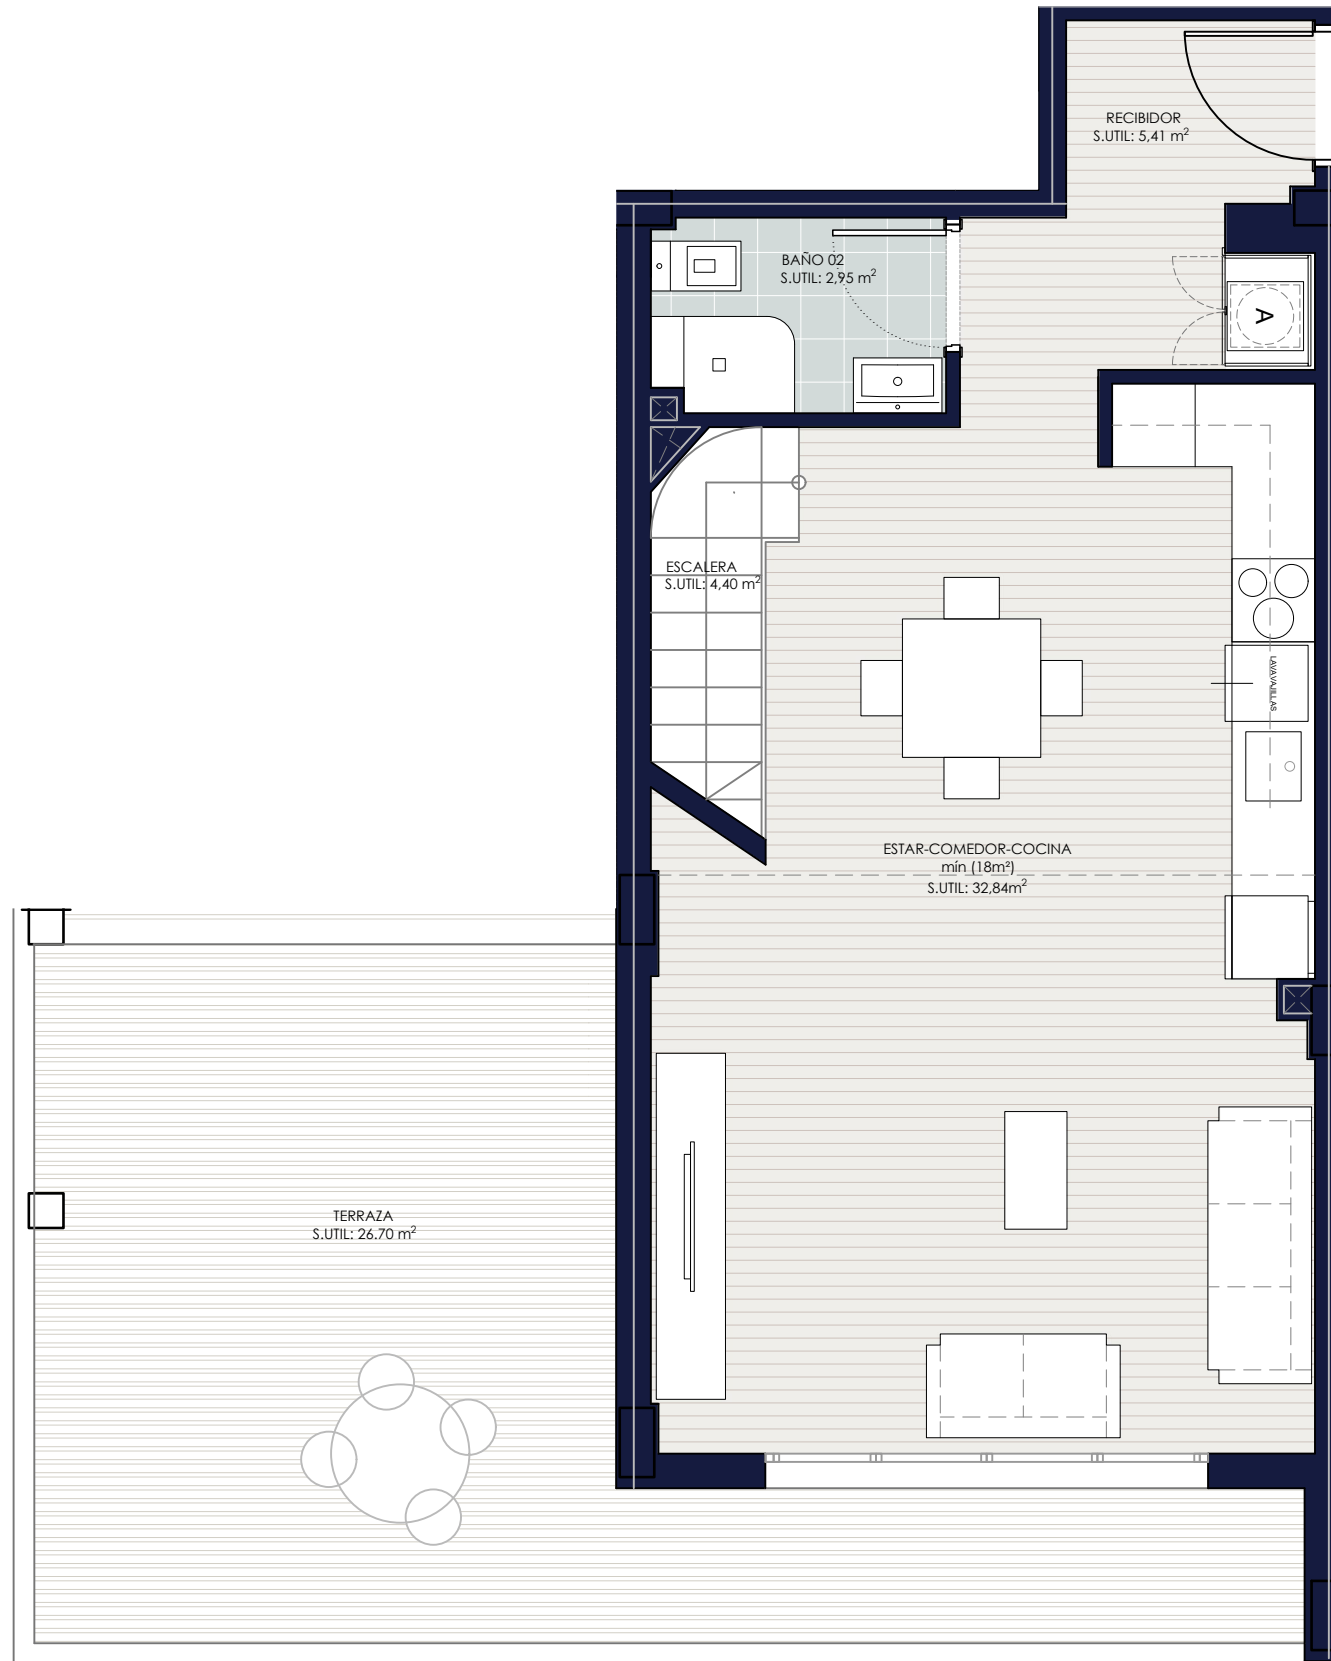 RECIBIDOR
S.UTIL: 5,41 m²
BAÑO 02
S.UTIL: 2,95 m²
A
ESCALERA
S.UTIL: 4,40 m²
LAVAVAJILLAS
ESTAR-COMEDOR-COCINA
mín (18m²)
S.UTIL: 32,84m²
TERRAZA
S.UTIL: 26.70 m²